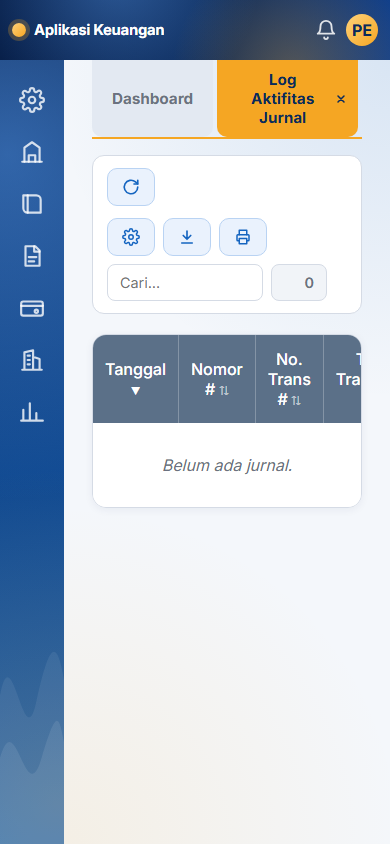 Aplikasi Keuangan
PE
Dashboard
Log
Aktifitas
Jurnal
×
Cari...
0
Tanggal
▼
Nomor
# ↑↓
No.
Trans
# ↑↓
Belum ada jurnal.